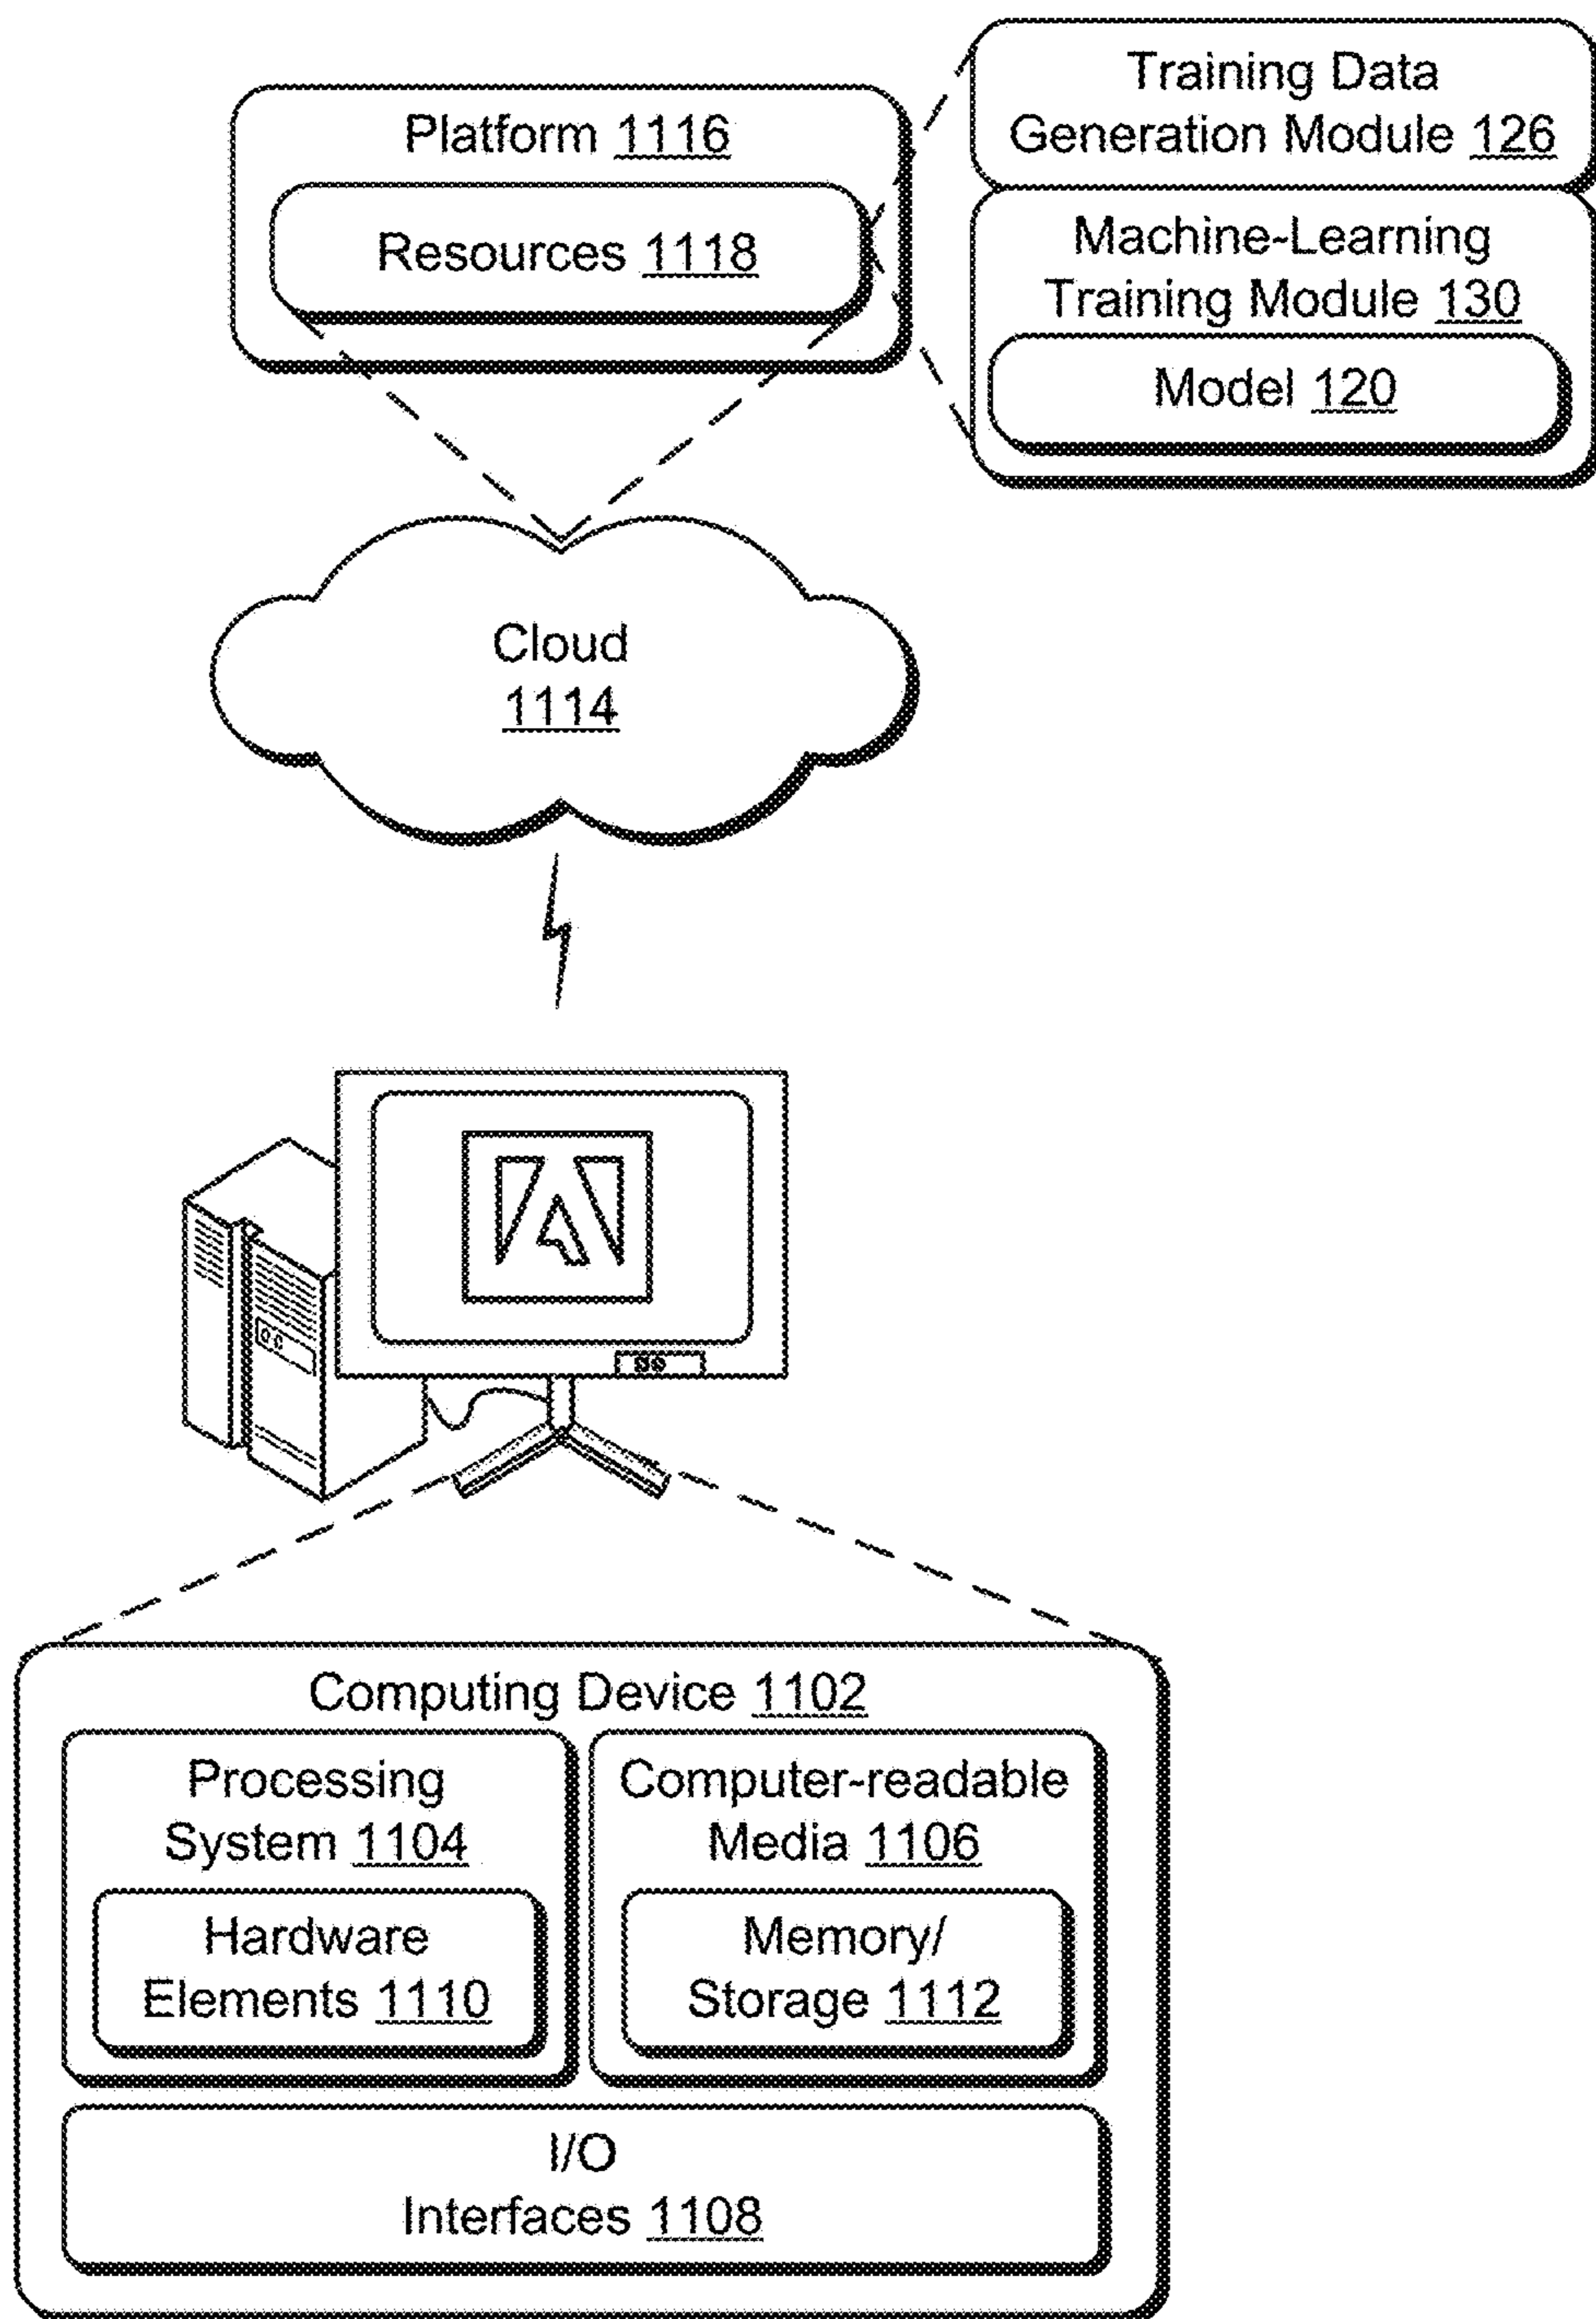 Training Data
Generation Module 126
Platform 1116
Resources 1118
Machine-Learning
Training Module 130
Model 120
Cloud
1114
Computing Device 1102
Processing
System 1104
Hardware
Elements 1110
Computer-readable
Media 1106
Memory/
Storage 1112
I/O
Interfaces 1108